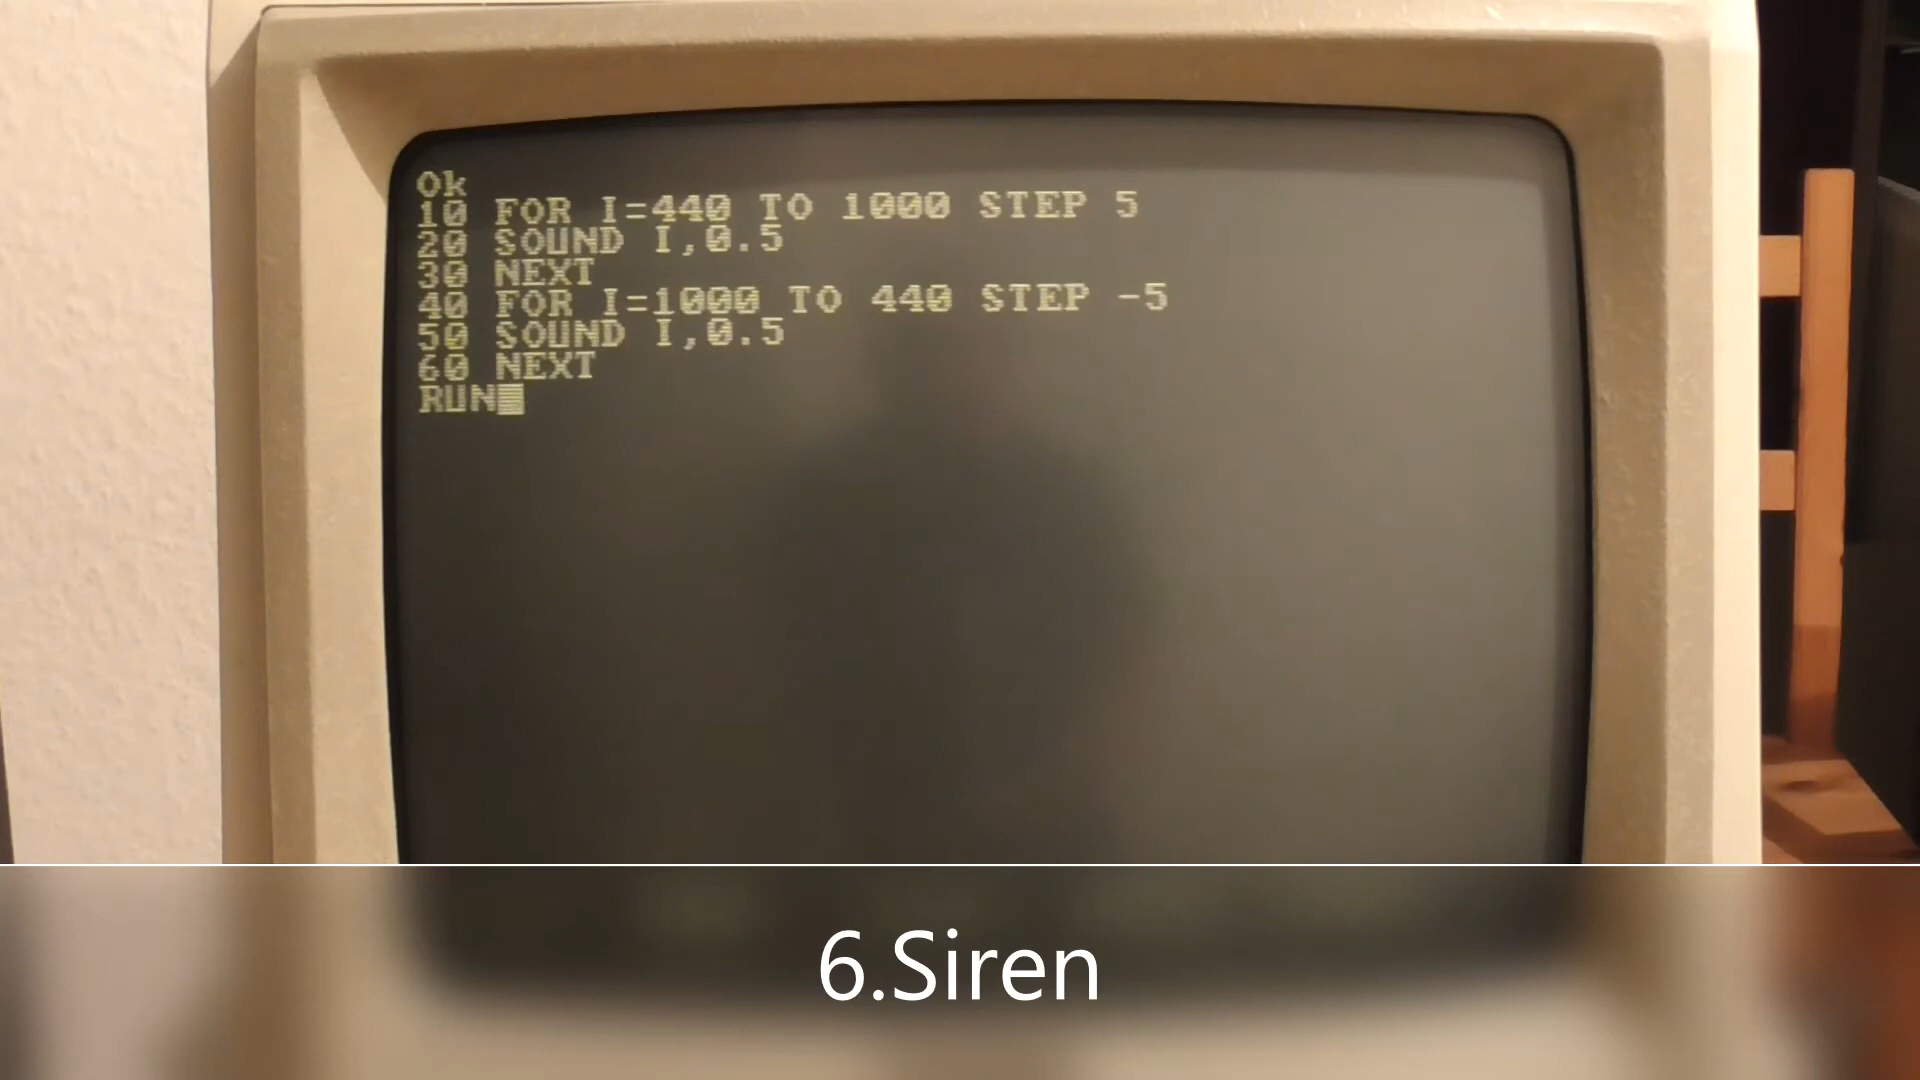 Ok
10 FOR I=440 TO 1000 STEP 5
20 SOUND I,0.5
30 NEXT
40 FOR I=1000 TO 440 STEP -5
50 SOUND I,0.5
60 NEXT
RUN
6.Siren